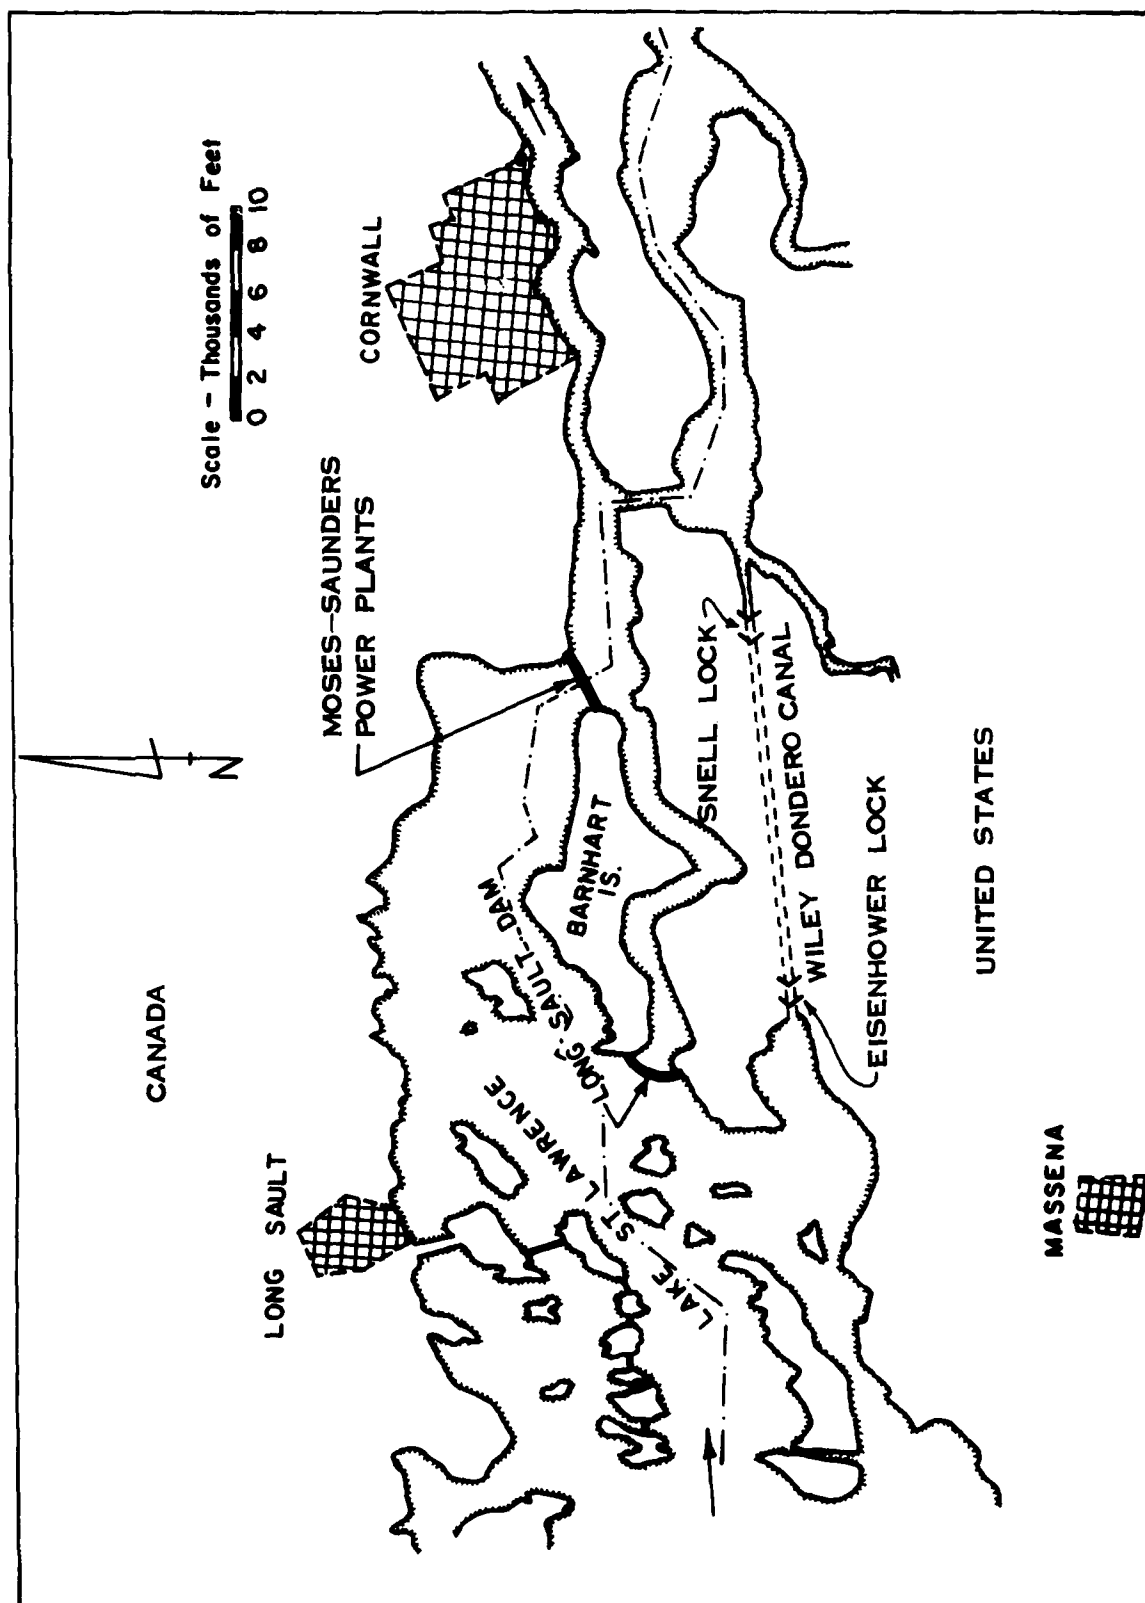 Scale - Thousands of Feet
0 2 4 6 8 10
CORNWALL
MOSES-SAUNDERS
POWER PLANTS
N
CANADA
LONG SAULT
LONG SAULT DAM
BARNHART
IS.
LAKE ST. LAWRENCE
SNELL LOCK
WILEY DONDERO CANAL
EISENHOWER LOCK
UNITED STATES
MASSENA